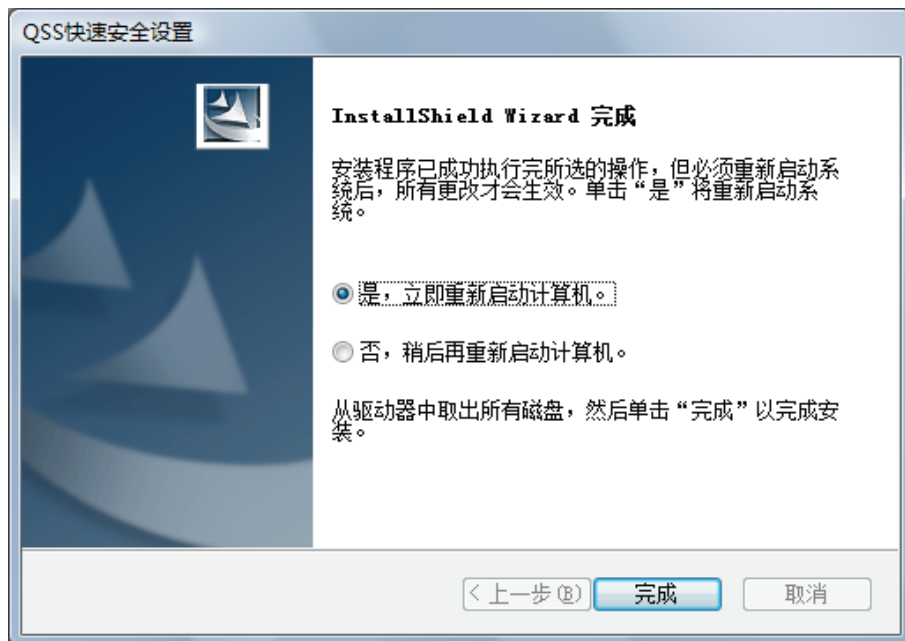 QSS快速安全设置
InstallShield Wizard 完成
安装程序已成功执行完所选的操作，但必须重新启动系
统后，所有更改才会生效。单击“是”将重新启动系
统。
是，立即重新启动计算机。
否，稍后再重新启动计算机。
从驱动器中取出所有磁盘，然后单击“完成”以完成安
装。
< 上一步(B)
完成
取消